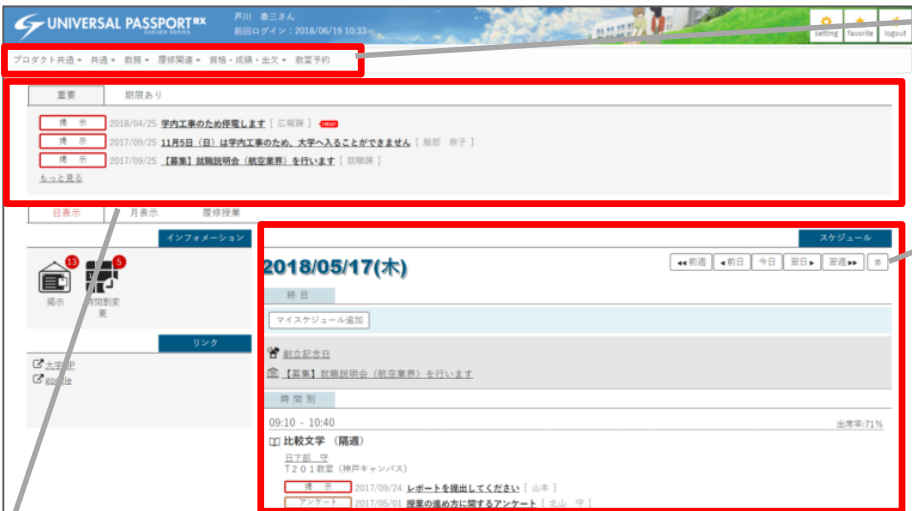 UNIVERSAL PASSPORT RX
GAKUEN SERIES
戸川 泰三さん
前回ログイン：2018/06/19 10:33
setting favorite logout
プロダクト共通 共通 教務 履修関連 資格・成績・出欠 教室予約
重要 期限あり
掲 示 2018/04/25 学内工事のため停電します [ 広報課 ]
掲 示 2017/09/25 11月5日（日）は学内工事のため、大学へ入ることができません [ 服部 麻子 ]
掲 示 2017/09/25 【募集】就職説明会（航空業界）を行います [ 就職課 ]
もっと見る
日表示 月表示 履修授業
インフォメーション
スケジュール
13 5
掲示 時間割変更
リンク
大学HP
google
2018/05/17(木)
前週 前日 今日 翌日 翌週
終日
マイスケジュール追加
創立記念日
【募集】就職説明会（航空業界）を行います
時間別
09:10 - 10:40 出席率:71%
比較文学 （隔週）
日下部 守
T201教室（神戸キャンパス）
掲 示 2017/09/24 レポートを提出してください [ 山本 ]
アンケート 2017/05/01 授業の進め方に関するアンケート [ 北山 守 ]